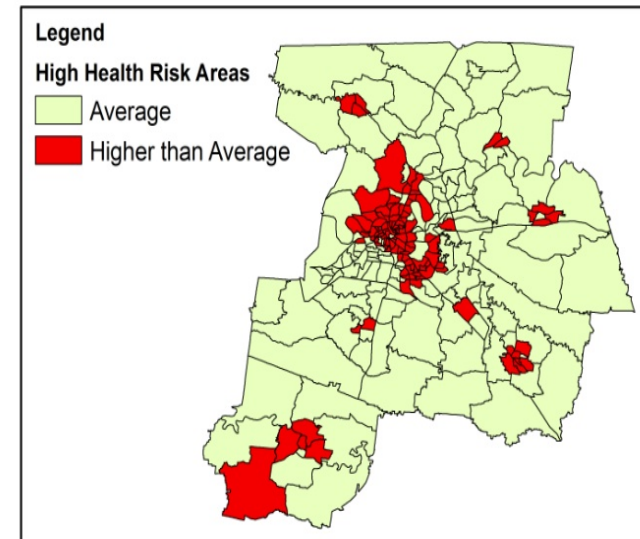 Legend
High Health Risk Areas
Average
Higher than Average